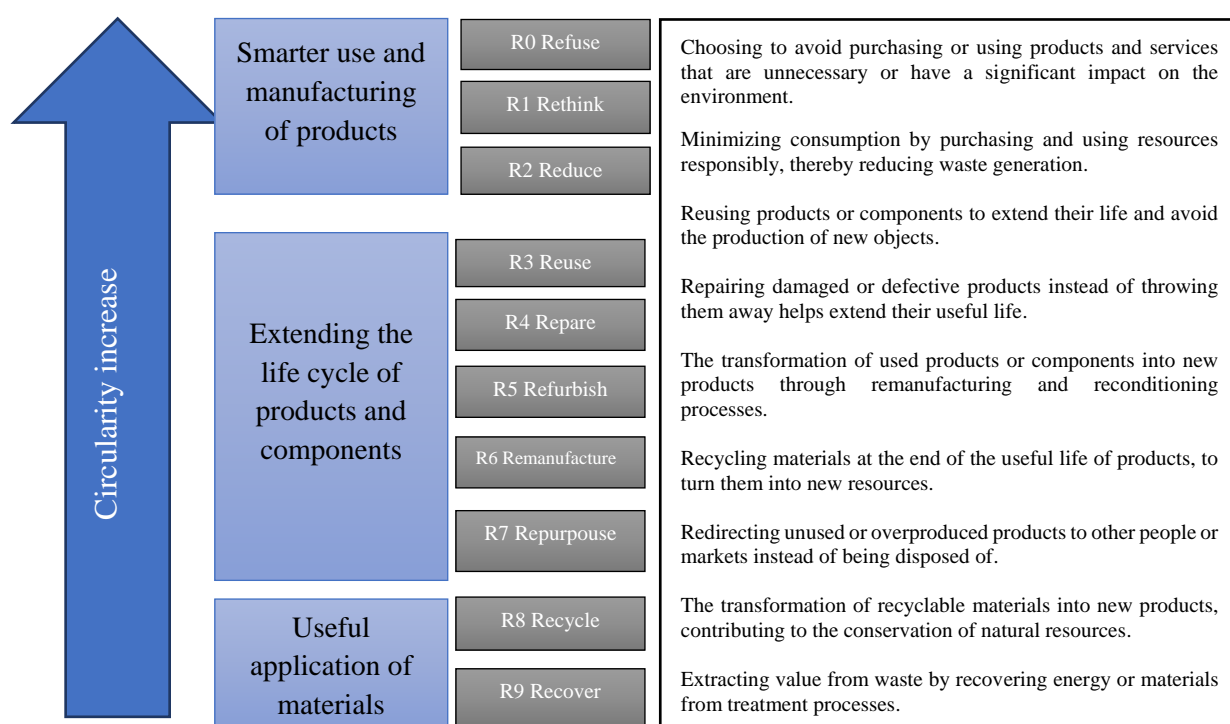 Circularity increase
Smarter use and
manufacturing
of products
R0 Refuse
R1 Rethink
R2 Reduce
Extending the
life cycle of
products and
components
R3 Reuse
R4 Repare
R5 Refurbish
R6 Remanufacture
R7 Repurpouse
Useful
application of
materials
R8 Recycle
R9 Recover
Choosing to avoid purchasing or using products and services
that are unnecessary or have a significant impact on the
environment.
Minimizing consumption by purchasing and using resources
responsibly, thereby reducing waste generation.
Reusing products or components to extend their life and avoid
the production of new objects.
Repairing damaged or defective products instead of throwing
them away helps extend their useful life.
The transformation of used products or components into new
products through remanufacturing and reconditioning
processes.
Recycling materials at the end of the useful life of products, to
turn them into new resources.
Redirecting unused or overproduced products to other people or
markets instead of being disposed of.
The transformation of recyclable materials into new products,
contributing to the conservation of natural resources.
Extracting value from waste by recovering energy or materials
from treatment processes.